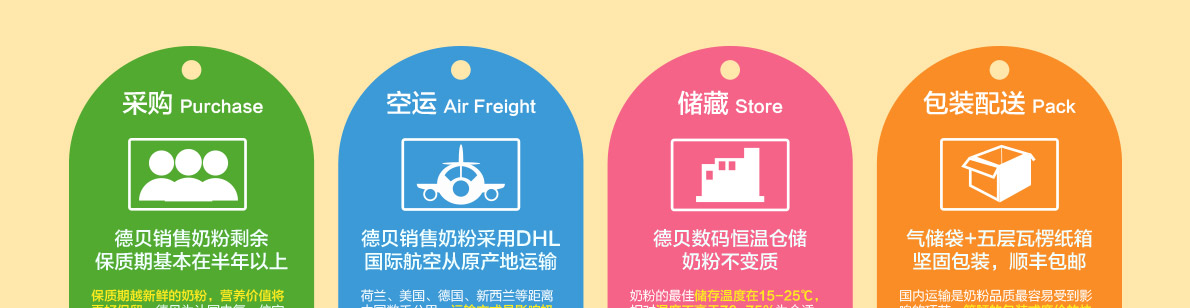 采购 Purchase
德贝销售奶粉剩余
保质期基本在半年以上
保质期越新鲜的奶粉，营养价值将
空运 Air Freight
德贝销售奶粉采用DHL
国际航空从原产地运输
荷兰、美国、德国、新西兰等距离
储藏 Store
德贝数码恒温仓储
奶粉不变质
奶粉的最佳储存温度在15-25℃，
包装配送 Pack
气储袋+五层瓦楞纸箱
坚固包装，顺丰包邮
国内运输是奶粉品质最容易受到影